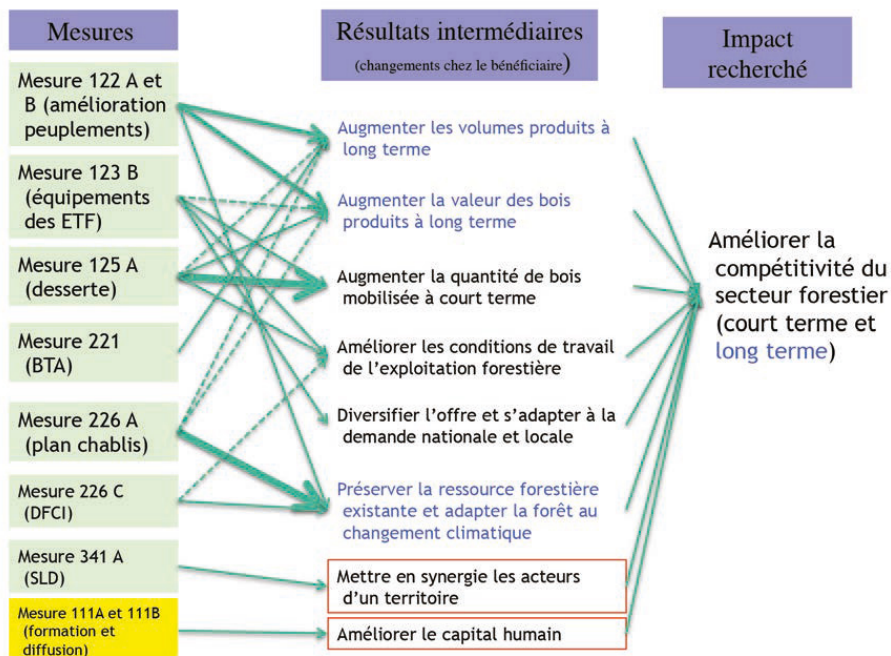 Mesures
Mesure 122 A et
B (amélioration
peuplements)
Mesure 123 B
(équipements
des ETF)
Mesure 125 A
(desserte)
Mesure 221
(BTA)
Mesure 226 A
(plan chablis)
Mesure 226 C
(DFCI)
Mesure 341 A
(SLD)
Mesure 111A et 111B
(formation et
diffusion)
Résultats intermédiaires
(changements chez le bénéficiaire)
Augmenter les volumes produits à
long terme
Augmenter la valeur des bois
produits à long terme
Augmenter la quantité de bois
mobilisée à court terme
Améliorer les conditions de travail
de l’exploitation forestière
Diversifier l’offre et s’adapter à la
demande nationale et locale
Préserver la ressource forestière
existante et adapter la forêt au
changement climatique
Mettre en synergie les acteurs
d’un territoire
Améliorer le capital humain
Impact
recherché
Améliorer la
compétitivité du
secteur forestier
(court terme et
long terme)